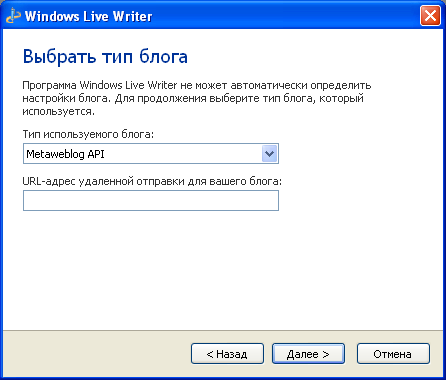 Windows Live Writer
Выбрать тип блога
Программа Windows Live Writer не может автоматически определить
настройки блога. Для продолжения выберите тип блога, который
используется.
Тип используемого блога:
Metaweblog API
URL-адрес удаленной отправки для вашего блога:
< Назад
Далее >
Отмена